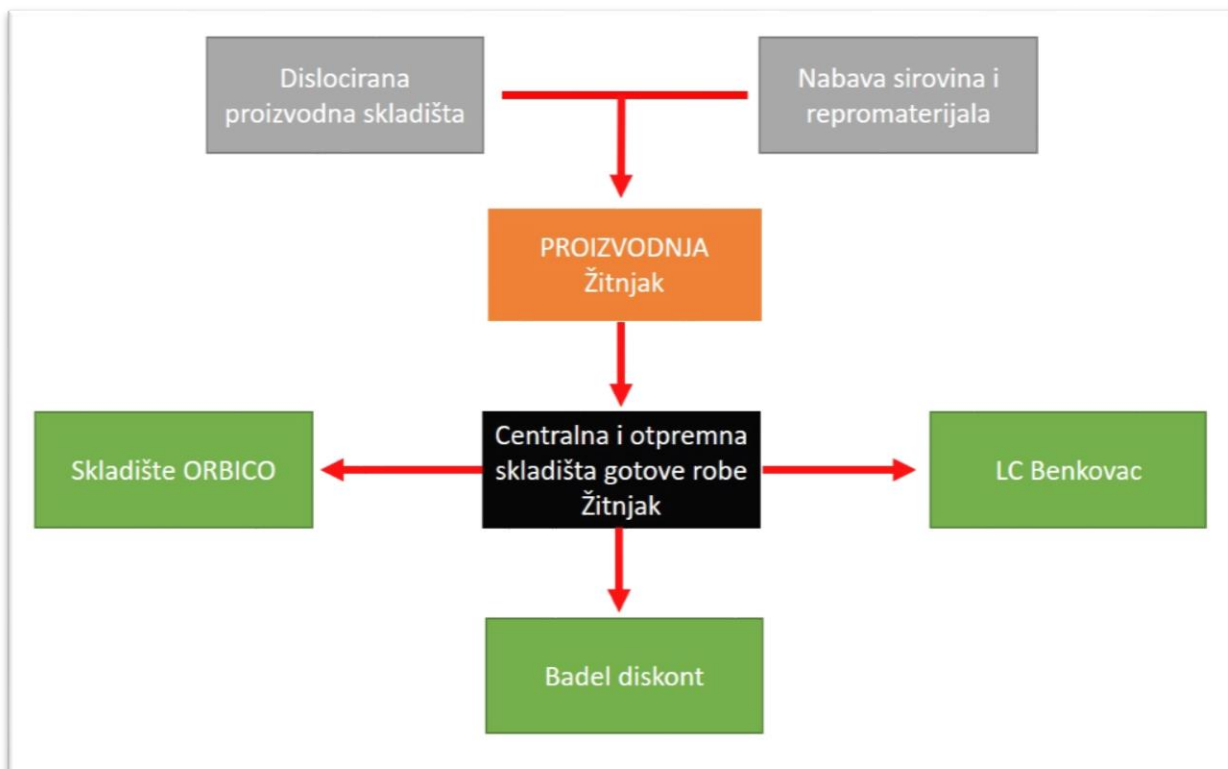 Dislocirana
proizvodna skladišta
Nabava sirovina i
repromaterijala
PROIZVODNJA
Žitnjak
Skladište ORBICO
Centralna i otpremna
skladišta gotove robe
Žitnjak
LC Benkovac
Badel diskont